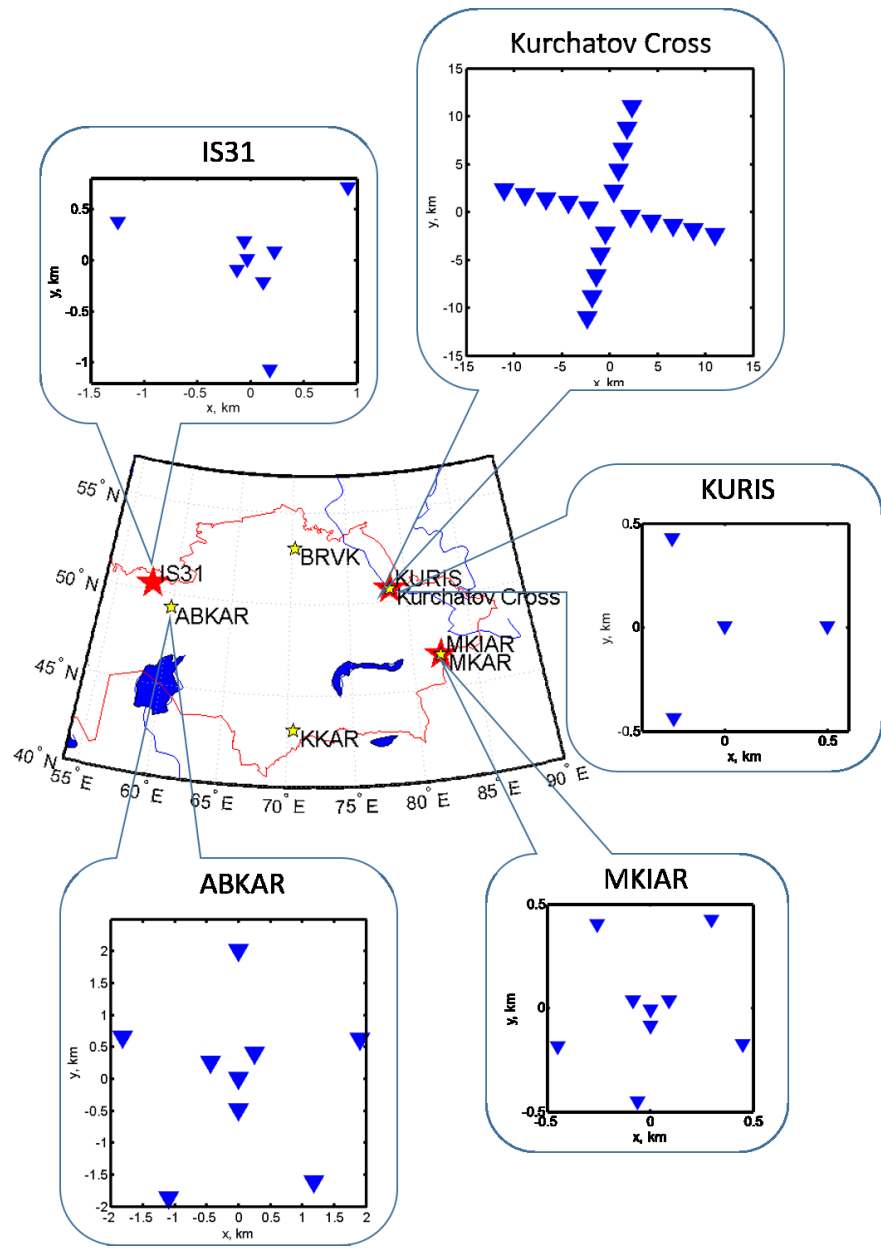 Kurchatov Cross
15
10
5
0
-5
-10
-15
y, km
-15 -10 -5 0 5 10 15
x, km
IS31
0.5
0
-0.5
-1
y, km
-1.5 -1 -0.5 0 0.5 1
x, km
55° N
50° N
45° N
40° N
55° E
60° E
65° E
70° E
75° E
80° E
85° E
90° E
IS31
BRVK
ABKAR
KURIS
Kurchatov Cross
MKIAR
MKAR
KKAR
KURIS
0.5
0
-0.5
y, km
0 0.5
x, km
ABKAR
2
1.5
1
0.5
0
-0.5
-1
-1.5
-2
y, km
-2 -1.5 -1 -0.5 0 0.5 1 1.5 2
x, km
MKIAR
0.5
0
-0.5
y, km
-0.5 0 0.5
x, km